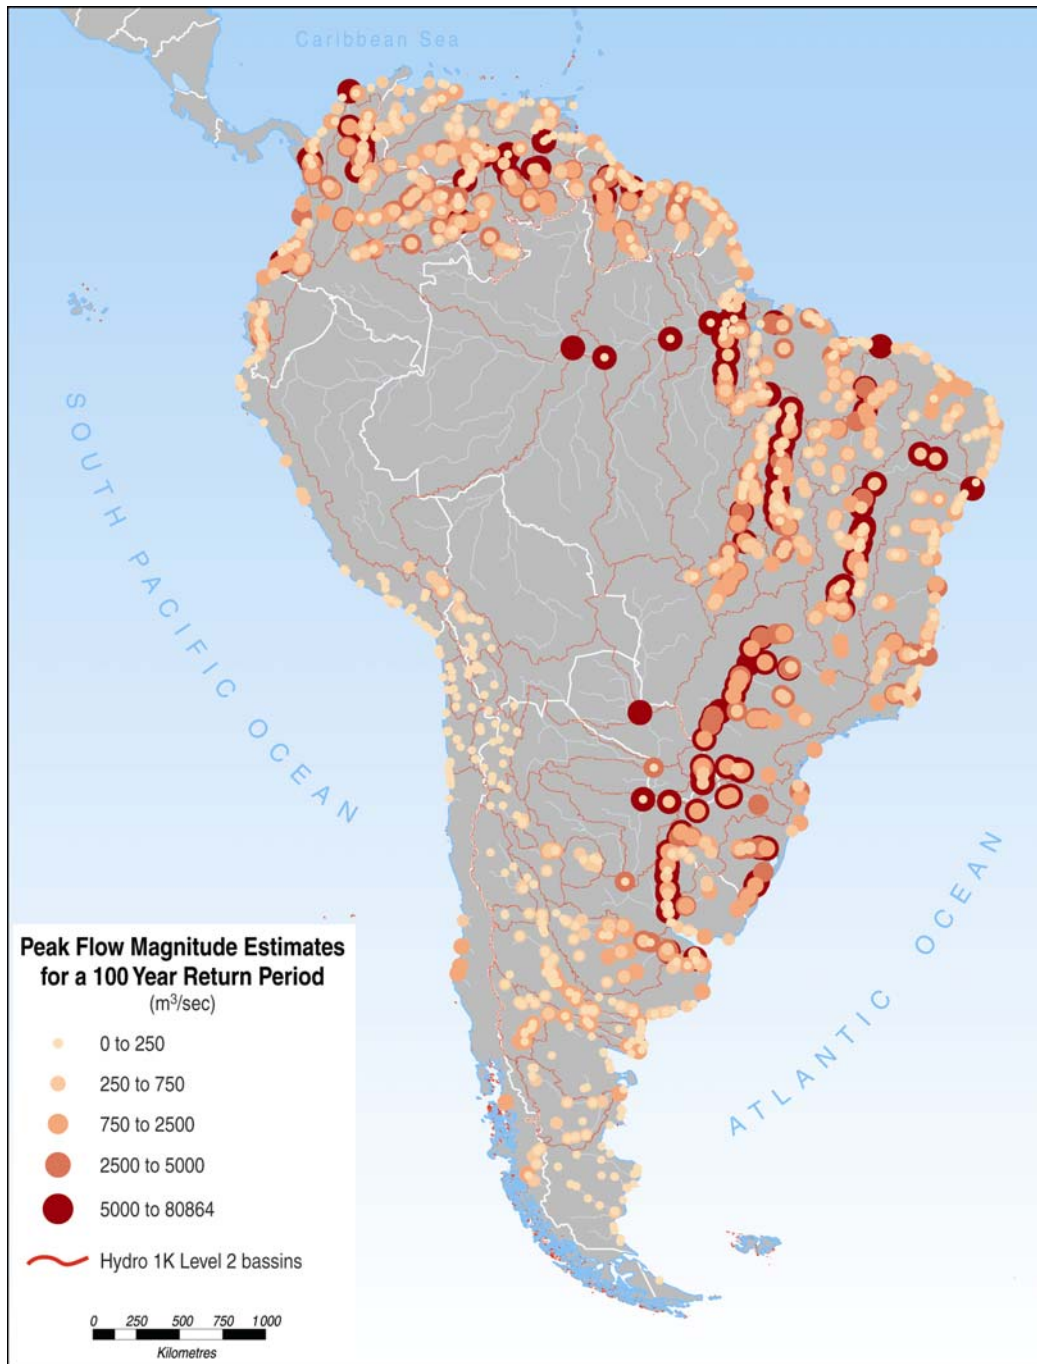 Caribbean Sea
SOUTH PACIFIC OCEAN
ATLANTIC OCEAN
Peak Flow Magnitude Estimates
for a 100 Year Return Period
(m³/sec)
0 to 250
250 to 750
750 to 2500
2500 to 5000
5000 to 80864
Hydro 1K Level 2 bassins
0 250 500 750 1000
Kilometres